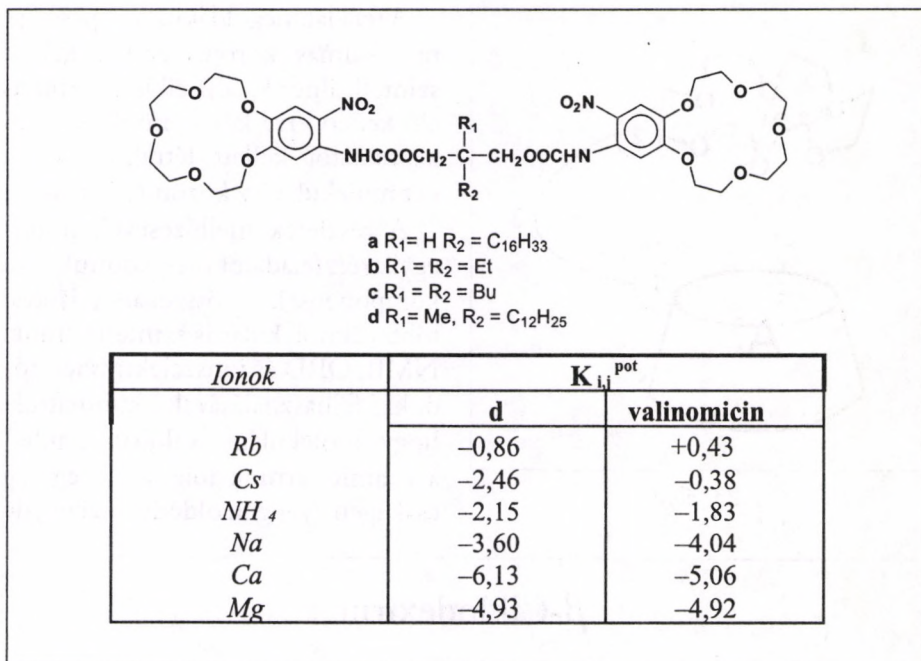 O O O O O NO₂ O₂N O O O O O
R₁
NHCOOCH₂–C–CH₂OOCHN
R₂
a R₁= H R₂ = C₁₆H₃₃
b R₁ = R₂ = Et
c R₁ = R₂ = Bu
d R₁= Me, R₂ = C₁₂H₂₅
Ionok K i,j pot
d valinomicin
Rb –0,86 +0,43
Cs –2,46 –0,38
NH ₄ –2,15 –1,83
Na –3,60 –4,04
Ca –6,13 –5,06
Mg –4,93 –4,92